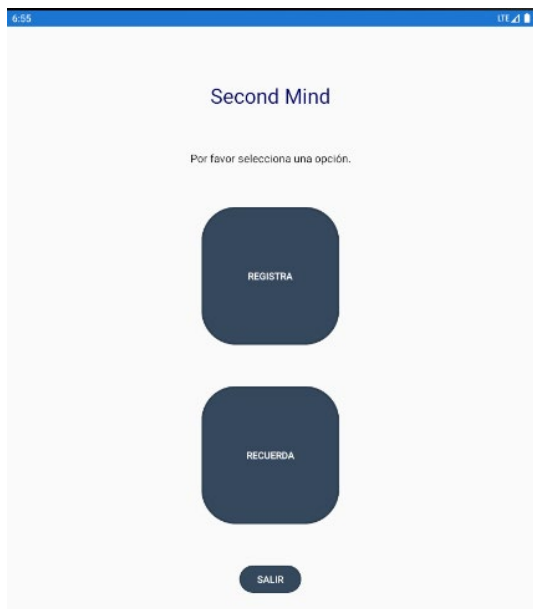 6:55 LTE
Second Mind
Por favor selecciona una opción.
REGISTRA
RECUERDA
SALIR